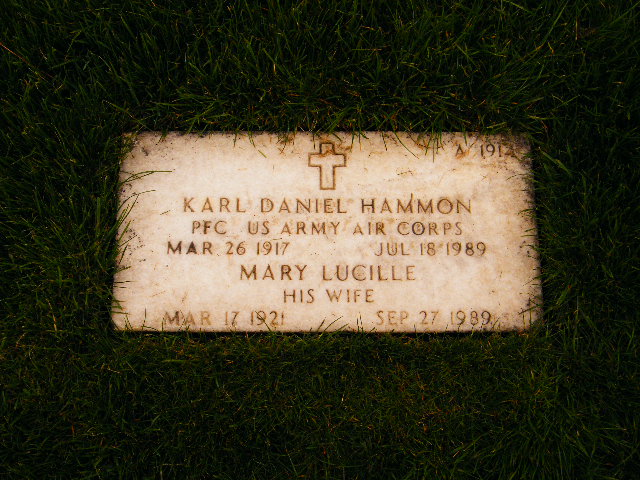 A 1912
KARL DANIEL HAMMON
PFC US ARMY AIR CORPS
MAR 26 1917 JUL 18 1989
MARY LUCILLE
HIS WIFE
MAR 17 1921 SEP 27 1989